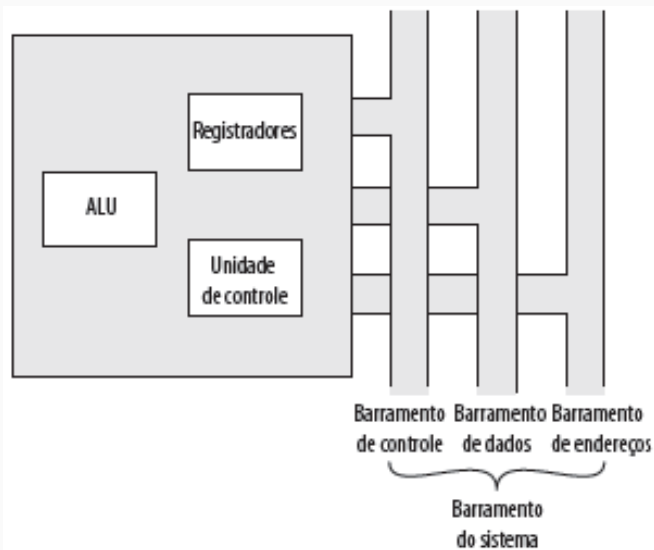 Registradores
ALU
Unidade
de controle
Barramento
de controle
Barramento
de dados
Barramento
de endereços
Barramento
do sistema